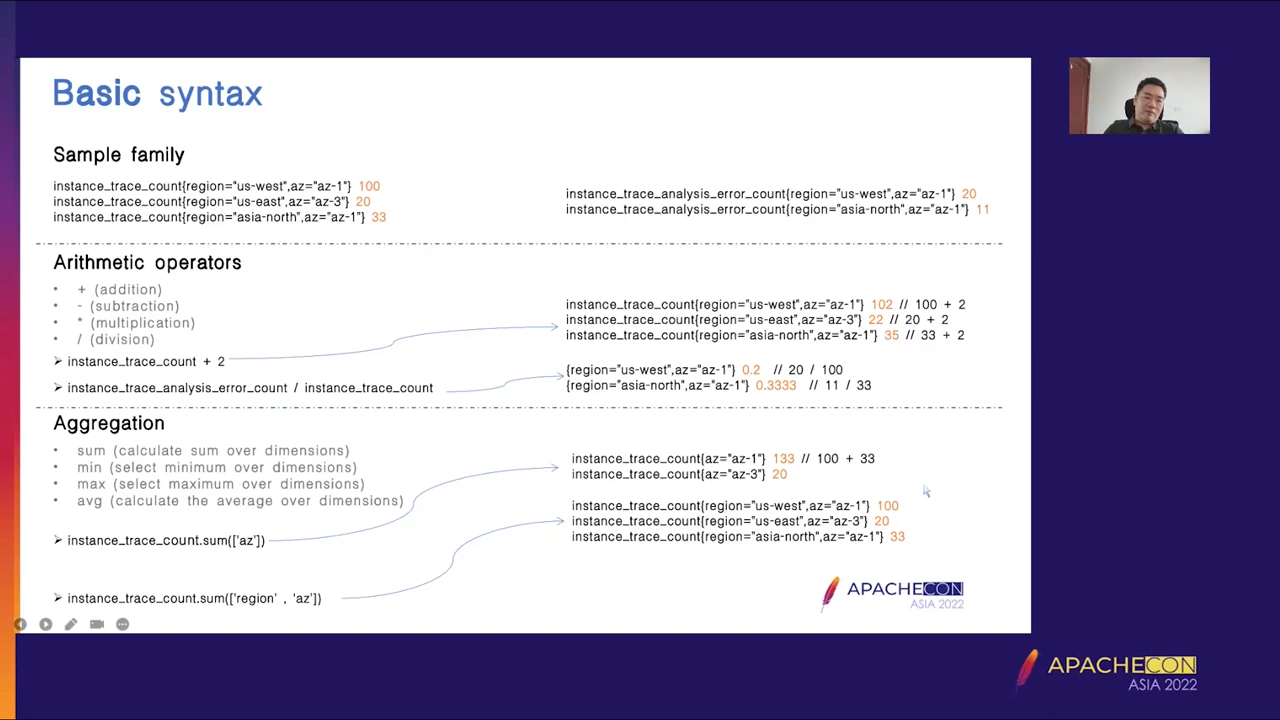 Basic syntax
Sample family
instance_trace_count{region="us-west",az="az-1"} 100
instance_trace_count{region="us-east",az="az-3"} 20
instance_trace_count{region="asia-north",az="az-1"} 33
instance_trace_analysis_error_count{region="us-west",az="az-1"} 20
instance_trace_analysis_error_count{region="asia-north",az="az-1"} 11
Arithmetic operators
• + (addition)
• - (subtraction)
• * (multiplication)
• / (division)
➢ instance_trace_count + 2
➢ instance_trace_analysis_error_count / instance_trace_count
instance_trace_count{region="us-west",az="az-1"} 102 // 100 + 2
instance_trace_count{region="us-east",az="az-3"} 22 // 20 + 2
instance_trace_count{region="asia-north",az="az-1"} 35 // 33 + 2
{region="us-west",az="az-1"} 0.2 // 20 / 100
{region="asia-north",az="az-1"} 0.3333 // 11 / 33
Aggregation
• sum (calculate sum over dimensions)
• min (select minimum over dimensions)
• max (select maximum over dimensions)
• avg (calculate the average over dimensions)
➢ instance_trace_count.sum(['az'])
➢ instance_trace_count.sum(['region' , 'az'])
instance_trace_count{az="az-1"} 133 // 100 + 33
instance_trace_count{az="az-3"} 20
instance_trace_count{region="us-west",az="az-1"} 100
instance_trace_count{region="us-east",az="az-3"} 20
instance_trace_count{region="asia-north",az="az-1"} 33
APACHECON
ASIA 2022
APACHECON
ASIA 2022